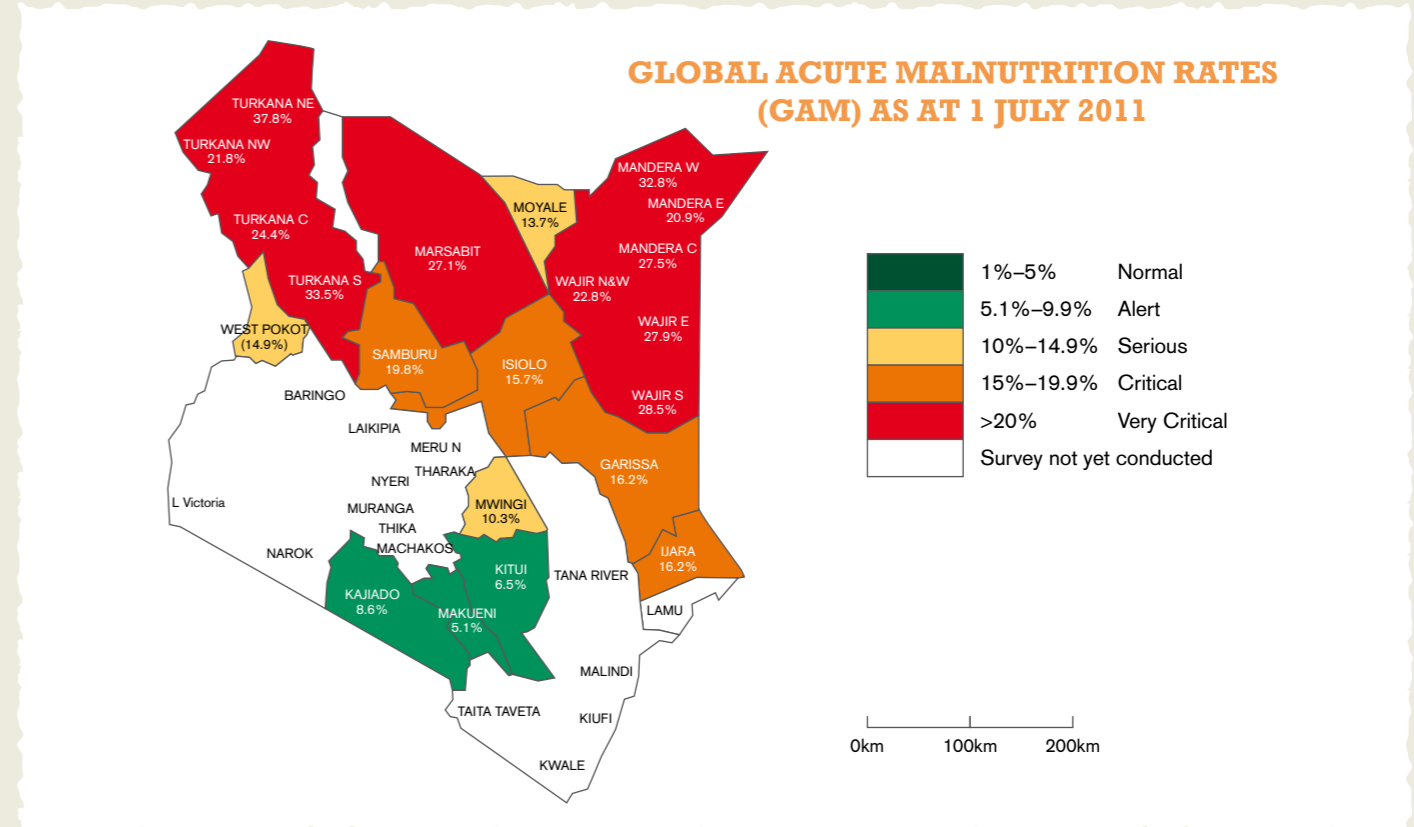 GLOBAL ACUTE MALNUTRITION RATES
(GAM) AS AT 1 JULY 2011
TURKANA NE
37.8%
TURKANA NW
21.8%
TURKANA C
24.4%
TURKANA S
33.5%
WEST POKOT
(14.9%)
MARSABIT
27.1%
MOYALE
13.7%
MANDERA W
32.8%
MANDERA E
20.9%
MANDERA C
27.5%
WAJIR N&W
22.8%
WAJIR E
27.9%
WAJIR S
28.5%
SAMBURU
19.8%
ISIOLO
15.7%
BARINGO
LAIKIPIA
MERU N
THARAKA
NYERI
GARISSA
16.2%
L Victoria
MURANGA
MWINGI
10.3%
THIKA
MACHAKOS
NAROK
IJARA
16.2%
KITUI
6.5%
TANA RIVER
KAJIADO
8.6%
MAKUENI
5.1%
LAMU
MALINDI
TAITA TAVETA
KIUFI
KWALE
1%–5% Normal
5.1%–9.9% Alert
10%–14.9% Serious
15%–19.9% Critical
>20% Very Critical
Survey not yet conducted
0km 100km 200km